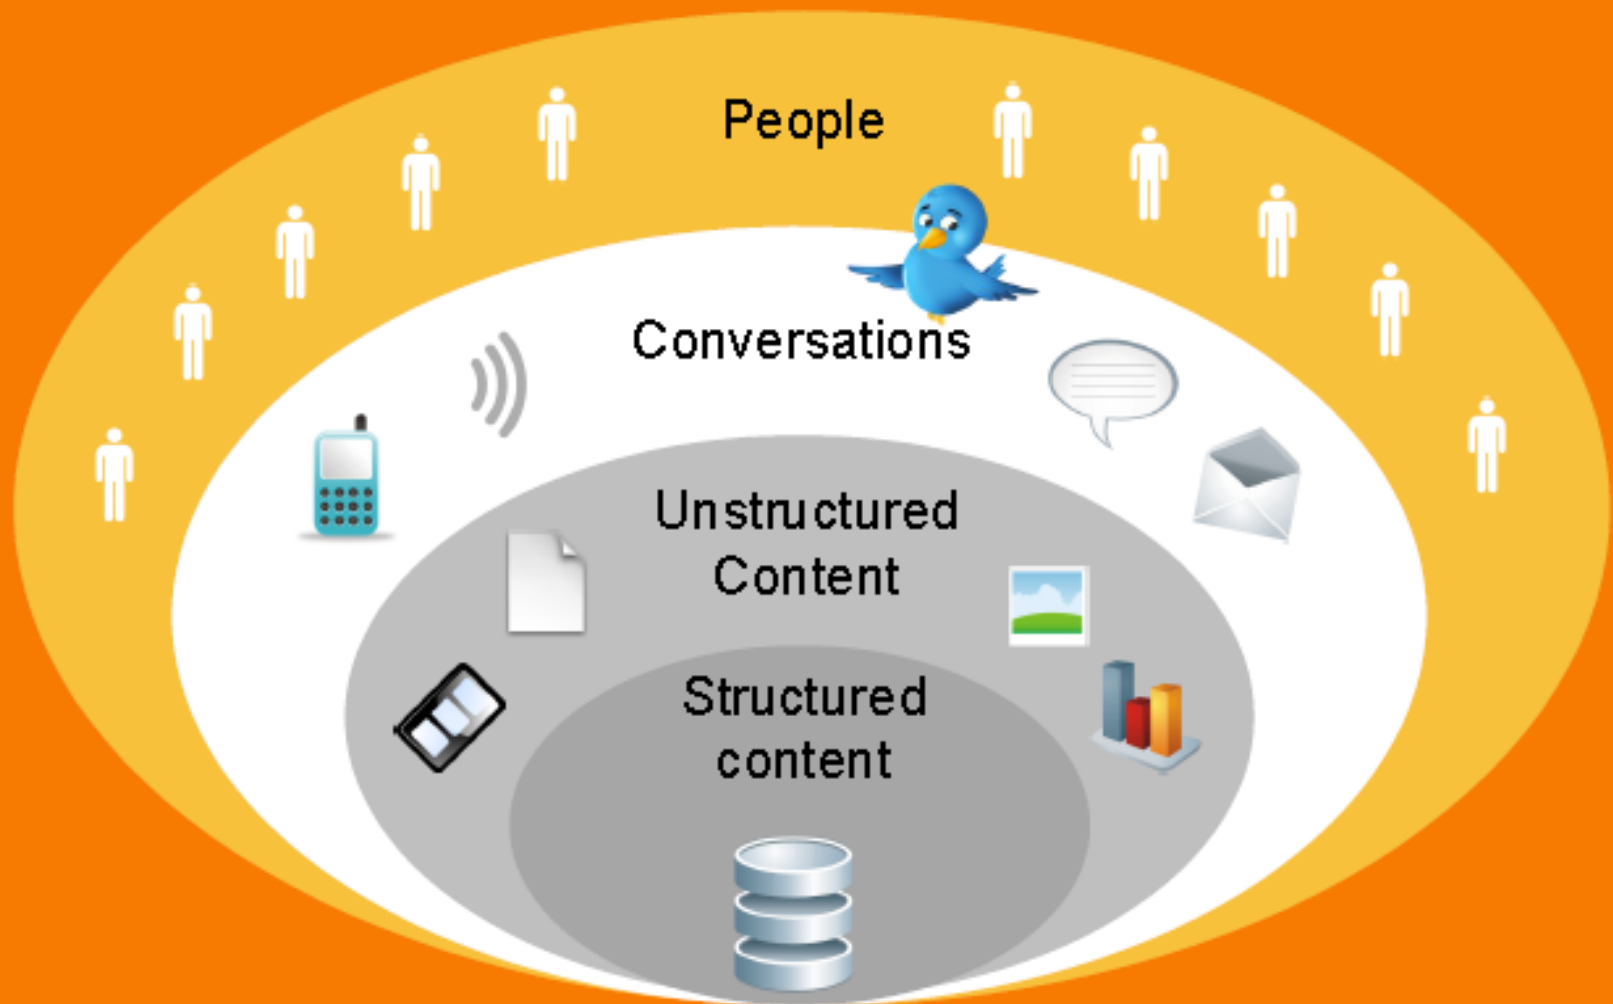 People
Conversations
Unstructured
Content
Structured
content